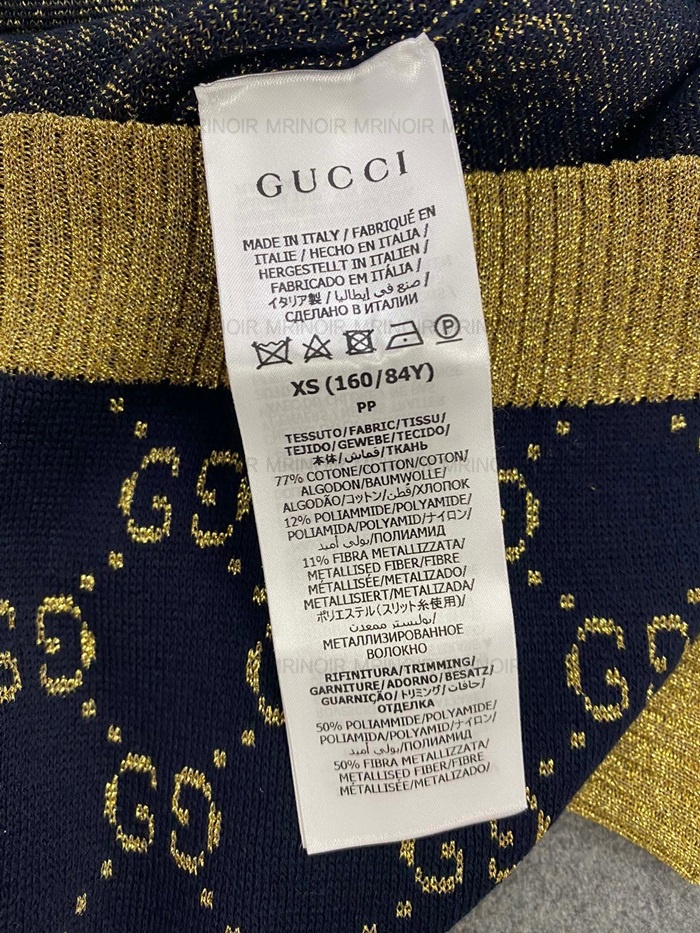 MRINOIR MRINOIR MRINOIR
GUCCI
MADE IN ITALY / FABRIQUÉ EN
ITALIE / HECHO EN ITALIA /
HERGESTELLT IN ITALIEN /
FABRICADO EM ITÁLIA /
イタリア製 / صنع في إيطاليا /
СДЕЛАНО В ИТАЛИИ
P
XS (160/84Y)
PP
TESSUTO/FABRIC/TISSU/
TEJIDO/GEWEBE/TECIDO/
本体/قماش/ТКАНЬ
77% COTONE/COTTON/COTON/
ALGODON/BAUMWOLLE/
ALGODÃO/コットン/قطن/ХЛОПОК
12% POLIAMMIDE/POLYAMIDE/
POLIAMIDA/POLYAMID/ナイロン/
بولي أميد/ПОЛИАМИД
11% FIBRA METALLIZZATA/
METALLISED FIBER/FIBRE
MÉTALLISÉE/METALIZADO/
METALLISIERT/METALIZADA/
ポリエステル(スリット糸使用)/
بوليستر ممعدن/
МЕТАЛЛИЗИРОВАННОЕ
ВОЛОКНО
RIFINITURA/TRIMMING/
GARNITURE/ADORNO/BESATZ/
GUARNIÇÃO/トリミング/حافات/
ОТДЕЛКА
50% POLIAMMIDE/POLYAMIDE/
POLIAMIDA/POLYAMID/ナイロン/
بولي أميد/ПОЛИАМИД
50% FIBRA METALLIZZATA/
METALLISED FIBER/FIBRE
MÉTALLISÉE/METALIZADO/